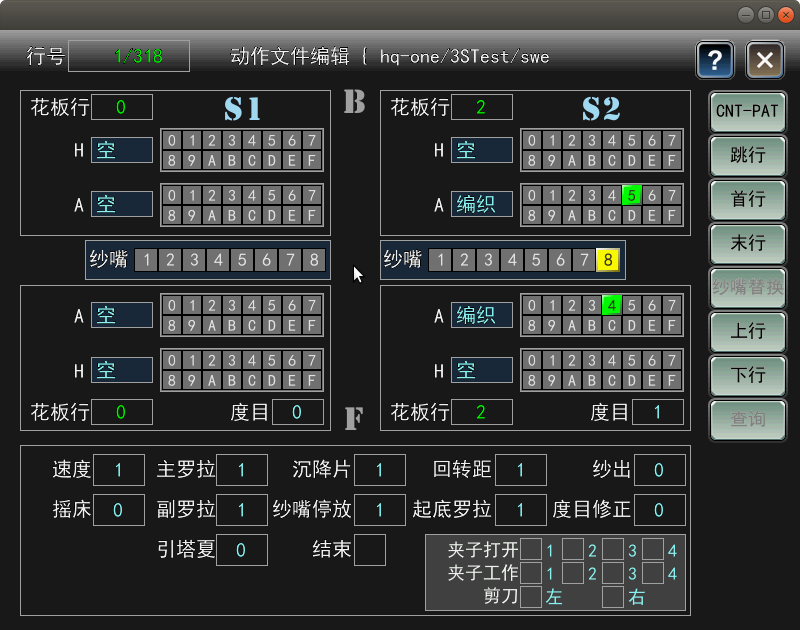 行号 1/318 动作文件编辑 { hq-one/3STest/swe ? ×
花板行 0 S1 B 花板行 2 S2 CNT-PAT
H 空 0 1 2 3 4 5 6 7 H 空 0 1 2 3 4 5 6 7
8 9 A B C D E F 8 9 A B C D E F
跳行
A 空 0 1 2 3 4 5 6 7 A 编织 0 1 2 3 4 5 6 7
8 9 A B C D E F 8 9 A B C D E F
首行
纱嘴 1 2 3 4 5 6 7 8 纱嘴 1 2 3 4 5 6 7 8
末行
纱嘴替换
A 空 0 1 2 3 4 5 6 7 A 编织 0 1 2 3 4 5 6 7
8 9 A B C D E F 8 9 A B C D E F
上行
H 空 0 1 2 3 4 5 6 7 H 空 0 1 2 3 4 5 6 7
8 9 A B C D E F 8 9 A B C D E F
下行
花板行 0 度目 0 F 花板行 2 度目 1
查询
速度 1 主罗拉 1 沉降片 1 回转距 1 纱出 0
摇床 0 副罗拉 1 纱嘴停放 1 起底罗拉 1 度目修正 0
引塔夏 0 结束 夹子打开 1 2 3 4
夹子工作 1 2 3 4
剪刀 左 右